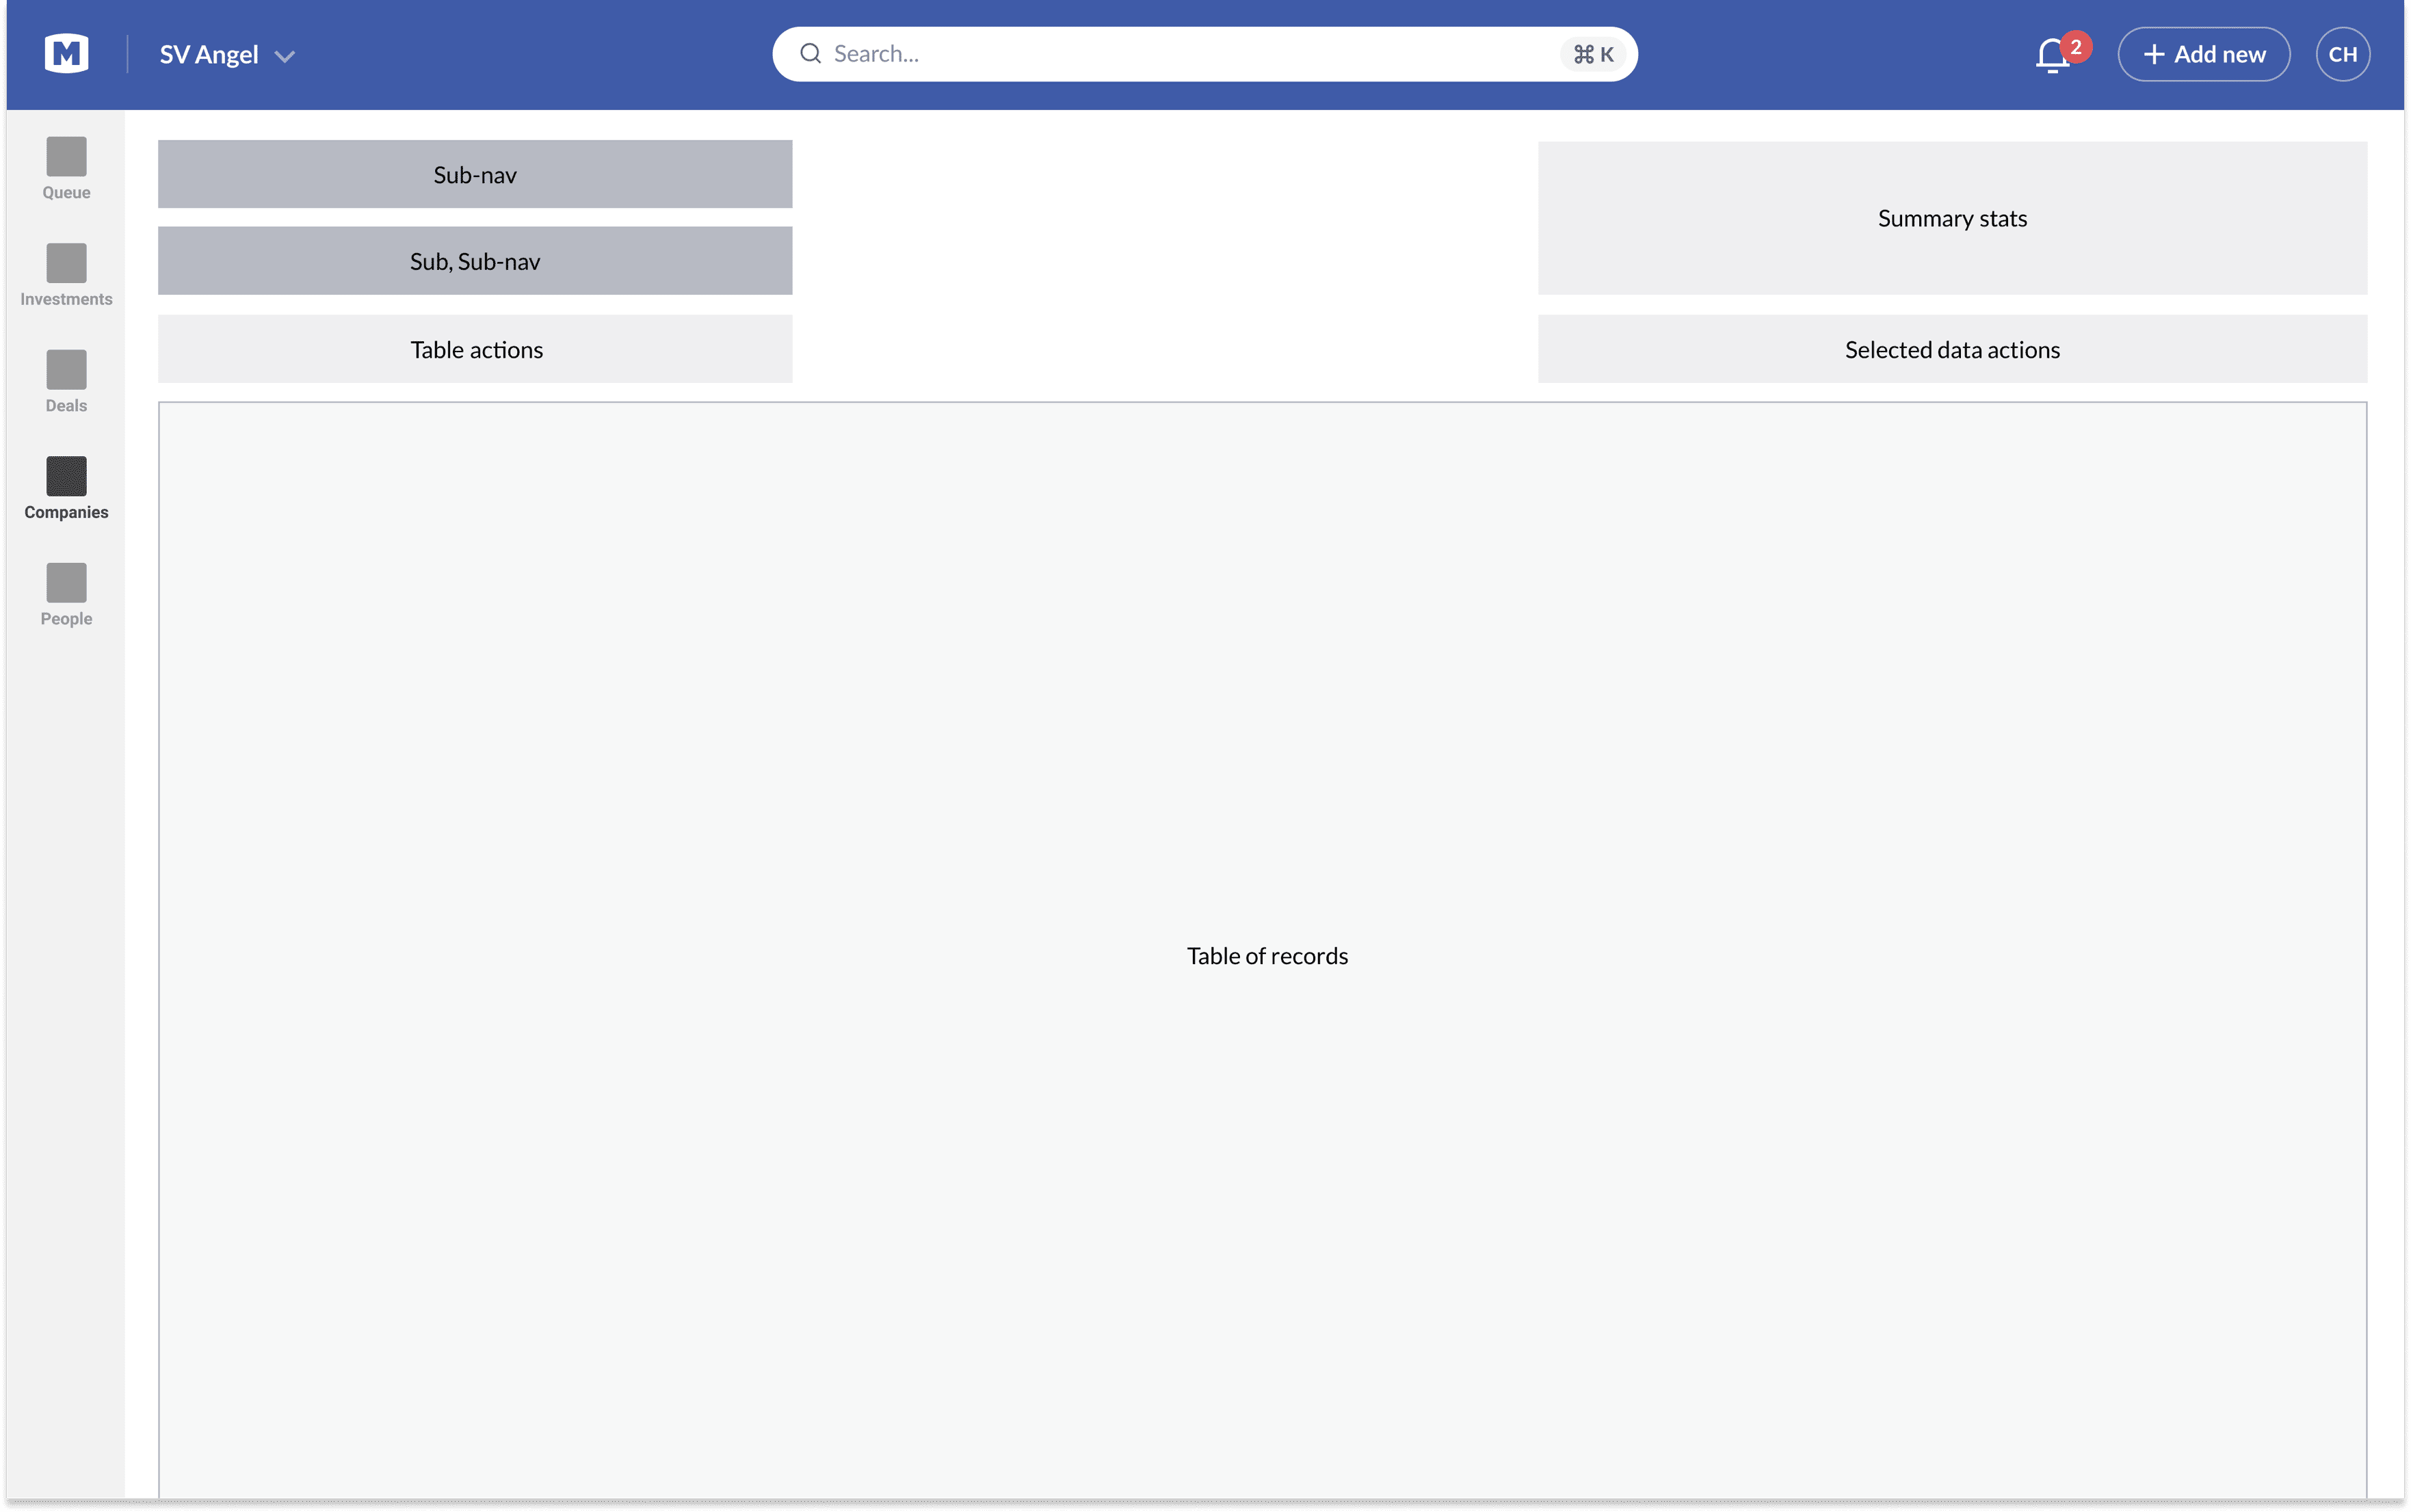 M
SV Angel
Search...
⌘ K
2
+ Add new
CH
Queue
Investments
Deals
Companies
People
Sub-nav
Sub, Sub-nav
Table actions
Summary stats
Selected data actions
Table of records